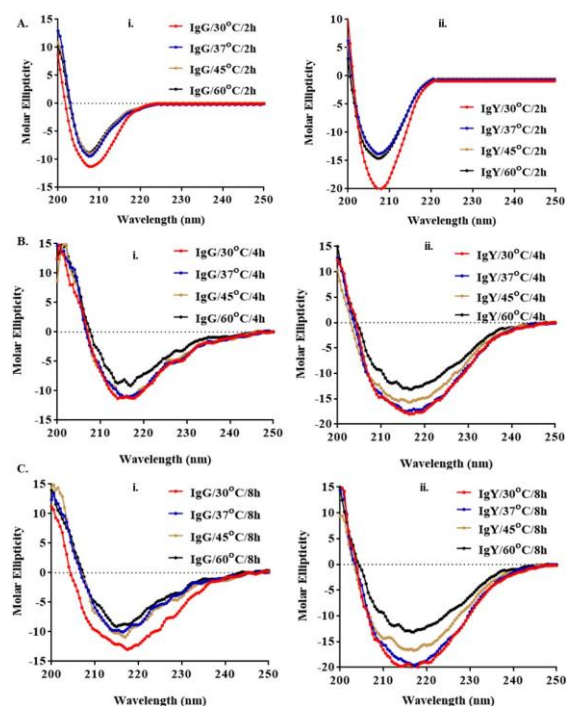 A.
i.
IgG/30°C/2h
IgG/37°C/2h
IgG/45°C/2h
IgG/60°C/2h
Molar Ellipticity
15
10
5
0
-5
-10
-15
200 210 220 230 240 250
Wavelength (nm)
ii.
IgY/30°C/2h
IgY/37°C/2h
IgY/45°C/2h
IgY/60°C/2h
Molar Ellipticity
10
5
0
-5
-10
-15
-20
200 210 220 230 240 250
Wavelength (nm)
B.
i.
IgG/30°C/4h
IgG/37°C/4h
IgG/45°C/4h
IgG/60°C/4h
Molar Ellipticity
15
10
5
0
-5
-10
-15
200 210 220 230 240 250
Wavelength (nm)
ii.
IgY/30°C/4h
IgY/37°C/4h
IgY/45°C/4h
IgY/60°C/4h
Molar Ellipticity
15
10
5
0
-5
-10
-15
-20
200 210 220 230 240 250
Wavelength (nm)
C.
i.
IgG/30°C/8h
IgG/37°C/8h
IgG/45°C/8h
IgG/60°C/8h
Molar Ellipticity
15
10
5
0
-5
-10
-15
200 210 220 230 240 250
Wavelength (nm)
ii.
IgY/30°C/8h
IgY/37°C/8h
IgY/45°C/8h
IgY/60°C/8h
Molar Ellipticity
15
10
5
0
-5
-10
-15
-20
200 210 220 230 240 250
Wavelength (nm)